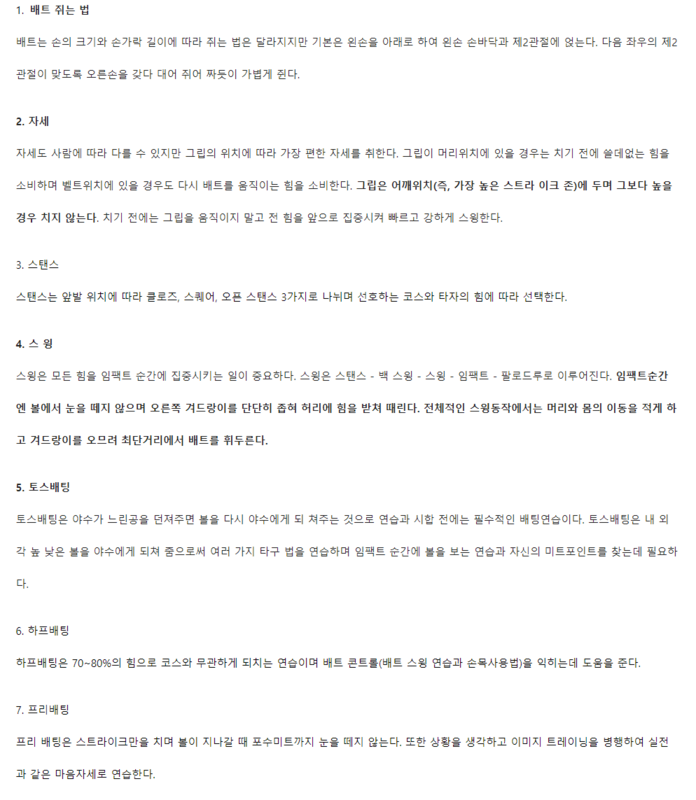 1. 배트 쥐는 법
배트는 손의 크기와 손가락 길이에 따라 쥐는 법은 달라지지만 기본은 왼손을 아래로 하여 왼손 손바닥과 제2관절에 얹는다. 다음 좌우의 제2
관절이 맞도록 오른손을 갖다 대어 쥐어 짜듯이 가볍게 쥔다.
2. 자세
자세도 사람에 따라 다를 수 있지만 그립의 위치에 따라 가장 편한 자세를 취한다. 그립이 머리위치에 있을 경우는 치기 전에 쓸데없는 힘을
소비하며 벨트위치에 있을 경우도 다시 배트를 움직이는 힘을 소비한다. 그립은 어깨위치(즉, 가장 높은 스트라 이크 존)에 두며 그보다 높을
경우 치지 않는다. 치기 전에는 그립을 움직이지 말고 전 힘을 앞으로 집중시켜 빠르고 강하게 스윙한다.
3. 스탠스
스탠스는 앞발 위치에 따라 클로즈, 스퀘어, 오픈 스탠스 3가지로 나뉘며 선호하는 코스와 타자의 힘에 따라 선택한다.
4. 스 윙
스윙은 모든 힘을 임팩트 순간에 집중시키는 일이 중요하다. 스윙은 스탠스 - 백 스윙 - 스윙 - 임팩트 - 팔로드루로 이루어진다. 임팩트순간
엔 볼에서 눈을 떼지 않으며 오른쪽 겨드랑이를 단단히 좁혀 허리에 힘을 받쳐 때린다. 전체적인 스윙동작에서는 머리와 몸의 이동을 적게 하
고 겨드랑이를 오므려 최단거리에서 배트를 휘두른다.
5. 토스배팅
토스배팅은 야수가 느린공을 던져주면 볼을 다시 야수에게 되 쳐주는 것으로 연습과 시합 전에는 필수적인 배팅연습이다. 토스배팅은 내 외
각 높 낮은 볼을 야수에게 되쳐 줌으로써 여러 가지 타구 법을 연습하며 임팩트 순간에 볼을 보는 연습과 자신의 미트포인트를 찾는데 필요하
다.
6. 하프배팅
하프배팅은 70~80%의 힘으로 코스와 무관하게 되치는 연습이며 배트 콘트롤(배트 스윙 연습과 손목사용법)을 익히는데 도움을 준다.
7. 프리배팅
프리 배팅은 스트라이크만을 치며 볼이 지나갈 때 포수미트까지 눈을 떼지 않는다. 또한 상황을 생각하고 이미지 트레이닝을 병행하여 실전
과 같은 마음자세로 연습한다.